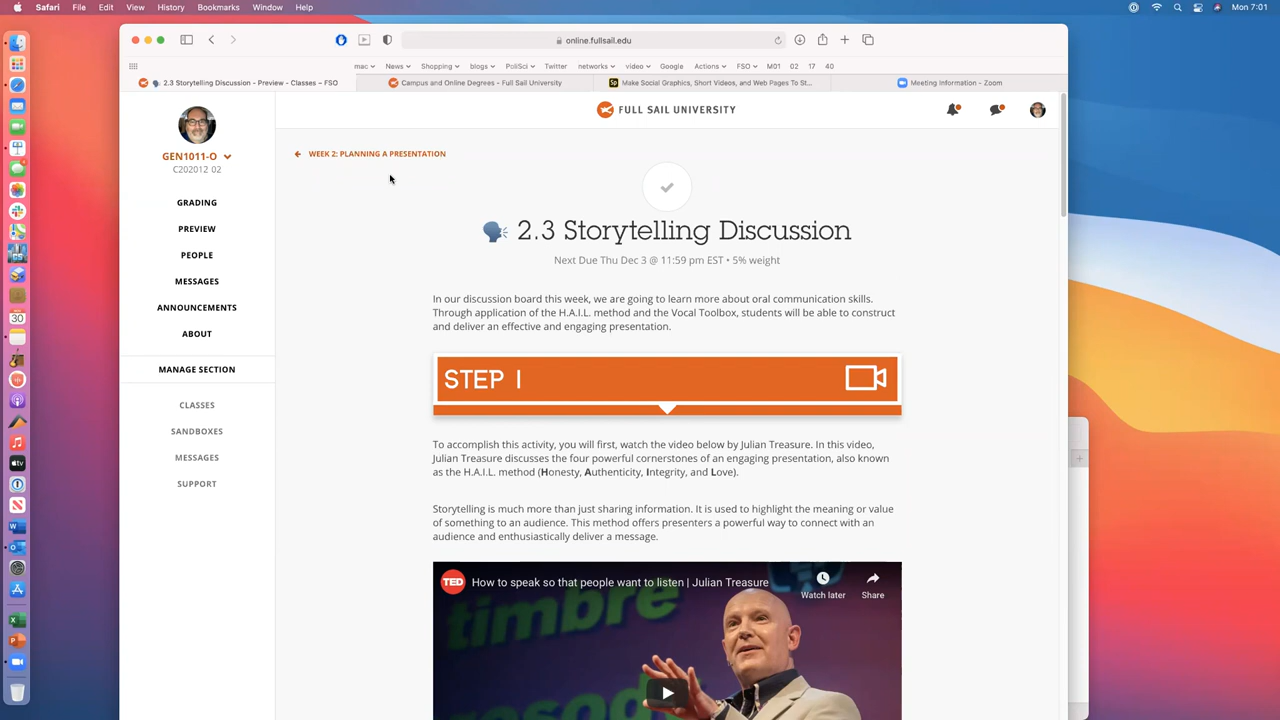 Safari File Edit View History Bookmarks Window Help Mon 7:01
online.fullsail.edu
mac News Shopping blogs Poli/Sci Twitter networks video Google Actions FSO M01 02 17 40
2.3 Storytelling Discussion - Preview - Classes – FSO
Campus and Online Degrees - Full Sail University
Make Social Graphics, Short Videos, and Web Pages To St...
Meeting Information - Zoom
FULL SAIL UNIVERSITY
GEN1011-O
C202012 02
GRADING
PREVIEW
PEOPLE
MESSAGES
ANNOUNCEMENTS
ABOUT
MANAGE SECTION
CLASSES
SANDBOXES
MESSAGES
SUPPORT
WEEK 2: PLANNING A PRESENTATION
2.3 Storytelling Discussion
Next Due Thu Dec 3 @ 11:59 pm EST • 5% weight
In our discussion board this week, we are going to learn more about oral communication skills.
Through application of the H.A.I.L. method and the Vocal Toolbox, students will be able to construct
and deliver an effective and engaging presentation.
STEP 1
To accomplish this activity, you will first, watch the video below by Julian Treasure. In this video,
Julian Treasure discusses the four powerful cornerstones of an engaging presentation, also known
as the H.A.I.L. method (Honesty, Authenticity, Integrity, and Love).
Storytelling is much more than just sharing information. It is used to highlight the meaning or value
of something to an audience. This method offers presenters a powerful way to connect with an
audience and enthusiastically deliver a message.
TED How to speak so that people want to listen | Julian Treasure
Watch later Share
timbre
30
tv